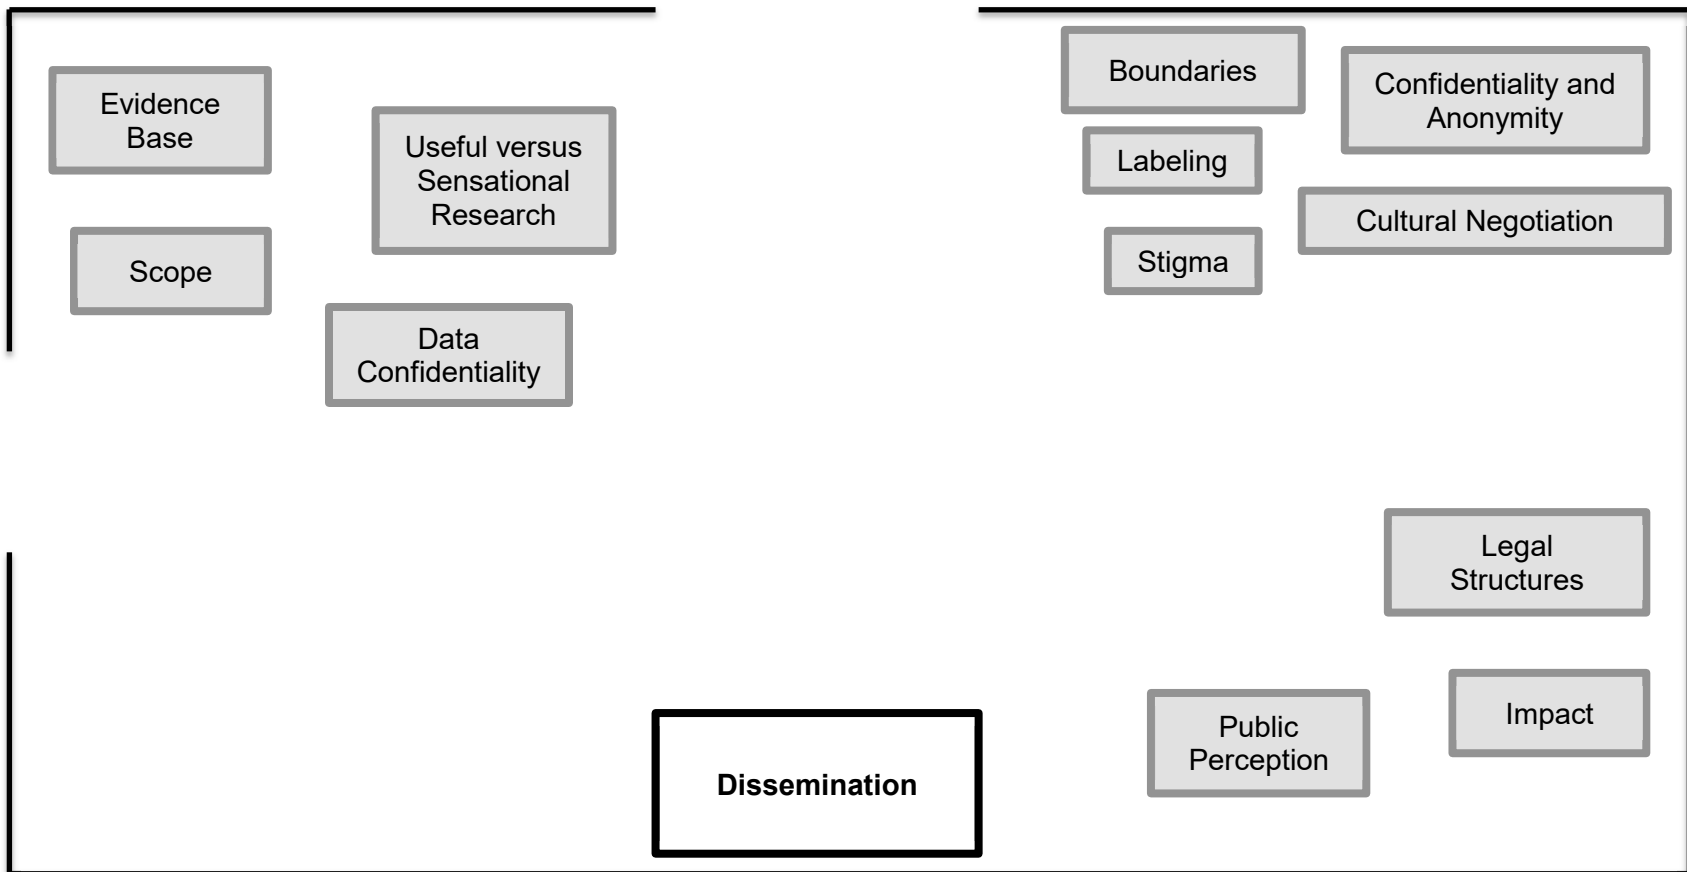 Evidence
Base
Useful versus
Sensational
Research
Scope
Data
Confidentiality
Boundaries
Confidentiality and
Anonymity
Labeling
Cultural Negotiation
Stigma
Legal
Structures
Impact
Public
Perception
Dissemination